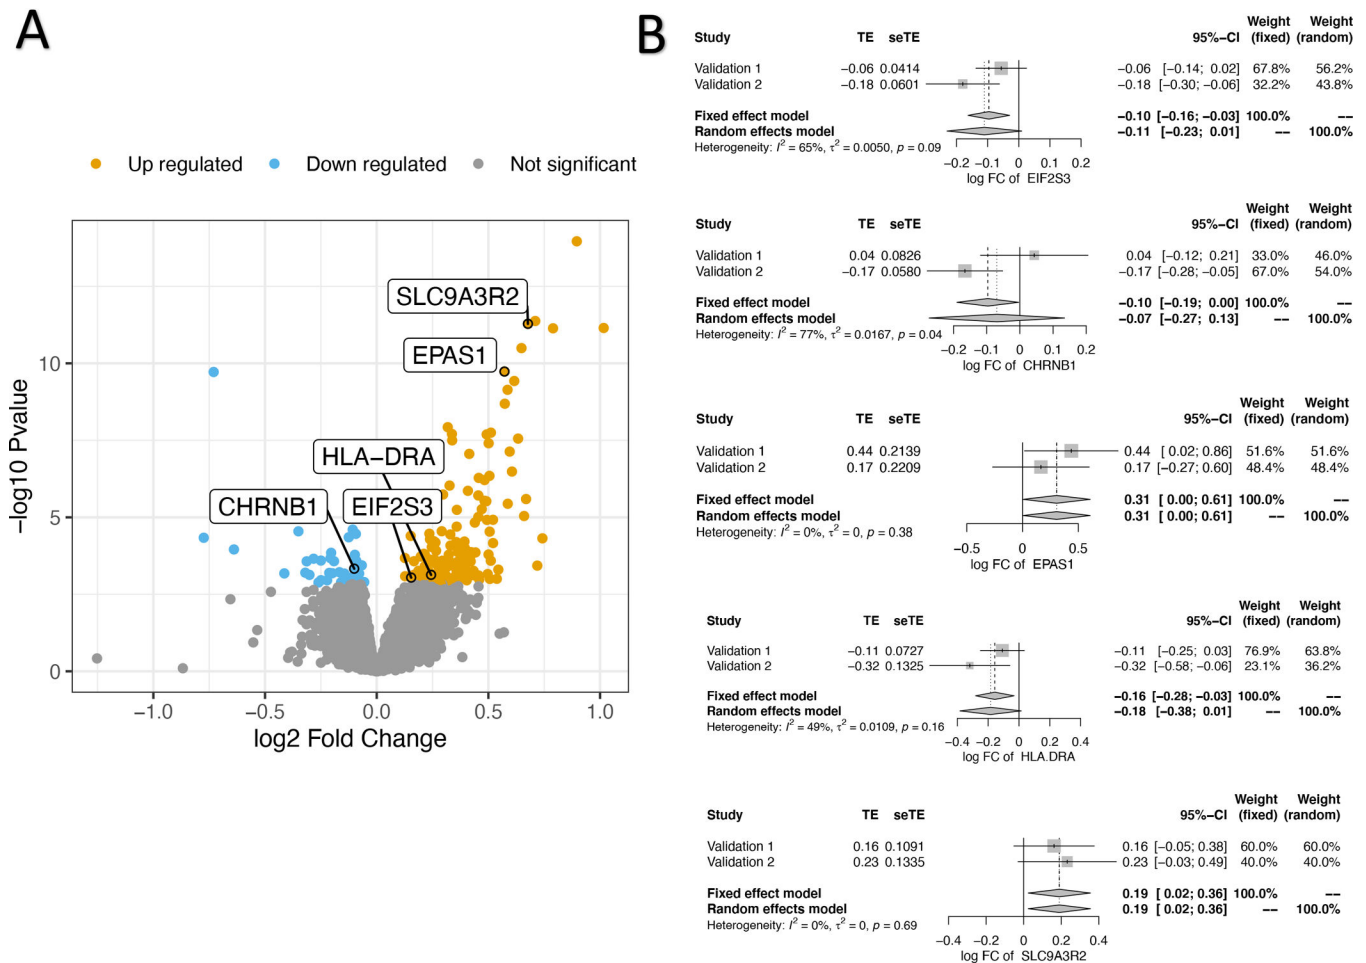 A
Up regulated Down regulated Not significant
SLC9A3R2
EPAS1
HLA−DRA
CHRNB1 EIF2S3
−log10 Pvalue
10
5
0
−1.0 −0.5 0.0 0.5 1.0
log2 Fold Change
B
Weight Weight
Study TE seTE 95%−CI (fixed) (random)
Validation 1 −0.06 0.0414 −0.06 [−0.14; 0.02] 67.8% 56.2%
Validation 2 −0.18 0.0601 −0.18 [−0.30; −0.06] 32.2% 43.8%
Fixed effect model −0.10 [−0.16; −0.03] 100.0% −−
Random effects model −0.11 [−0.23; 0.01] −− 100.0%
Heterogeneity: I² = 65%, τ² = 0.0050, p = 0.09
−0.2 −0.1 0 0.1 0.2
log FC of EIF2S3
Weight Weight
Study TE seTE 95%−CI (fixed) (random)
Validation 1 0.04 0.0826 0.04 [−0.12; 0.21] 33.0% 46.0%
Validation 2 −0.17 0.0580 −0.17 [−0.28; −0.05] 67.0% 54.0%
Fixed effect model −0.10 [−0.19; 0.00] 100.0% −−
Random effects model −0.07 [−0.27; 0.13] −− 100.0%
Heterogeneity: I² = 77%, τ² = 0.0167, p = 0.04
−0.2 −0.1 0 0.1 0.2
log FC of CHRNB1
Weight Weight
Study TE seTE 95%−CI (fixed) (random)
Validation 1 0.44 0.2139 0.44 [ 0.02; 0.86] 51.6% 51.6%
Validation 2 0.17 0.2209 0.17 [−0.27; 0.60] 48.4% 48.4%
Fixed effect model 0.31 [ 0.00; 0.61] 100.0% −−
Random effects model 0.31 [ 0.00; 0.61] −− 100.0%
Heterogeneity: I² = 0%, τ² = 0, p = 0.38
−0.5 0 0.5
log FC of EPAS1
Weight Weight
Study TE seTE 95%−CI (fixed) (random)
Validation 1 −0.11 0.0727 −0.11 [−0.25; 0.03] 76.9% 63.8%
Validation 2 −0.32 0.1325 −0.32 [−0.58; −0.06] 23.1% 36.2%
Fixed effect model −0.16 [−0.28; −0.03] 100.0% −−
Random effects model −0.18 [−0.38; 0.01] −− 100.0%
Heterogeneity: I² = 49%, τ² = 0.0109, p = 0.16
−0.4 −0.2 0 0.2 0.4
log FC of HLA.DRA
Weight Weight
Study TE seTE 95%−CI (fixed) (random)
Validation 1 0.16 0.1091 0.16 [−0.05; 0.38] 60.0% 60.0%
Validation 2 0.23 0.1335 0.23 [−0.03; 0.49] 40.0% 40.0%
Fixed effect model 0.19 [ 0.02; 0.36] 100.0% −−
Random effects model 0.19 [ 0.02; 0.36] −− 100.0%
Heterogeneity: I² = 0%, τ² = 0, p = 0.69
−0.4 −0.2 0 0.2 0.4
log FC of SLC9A3R2